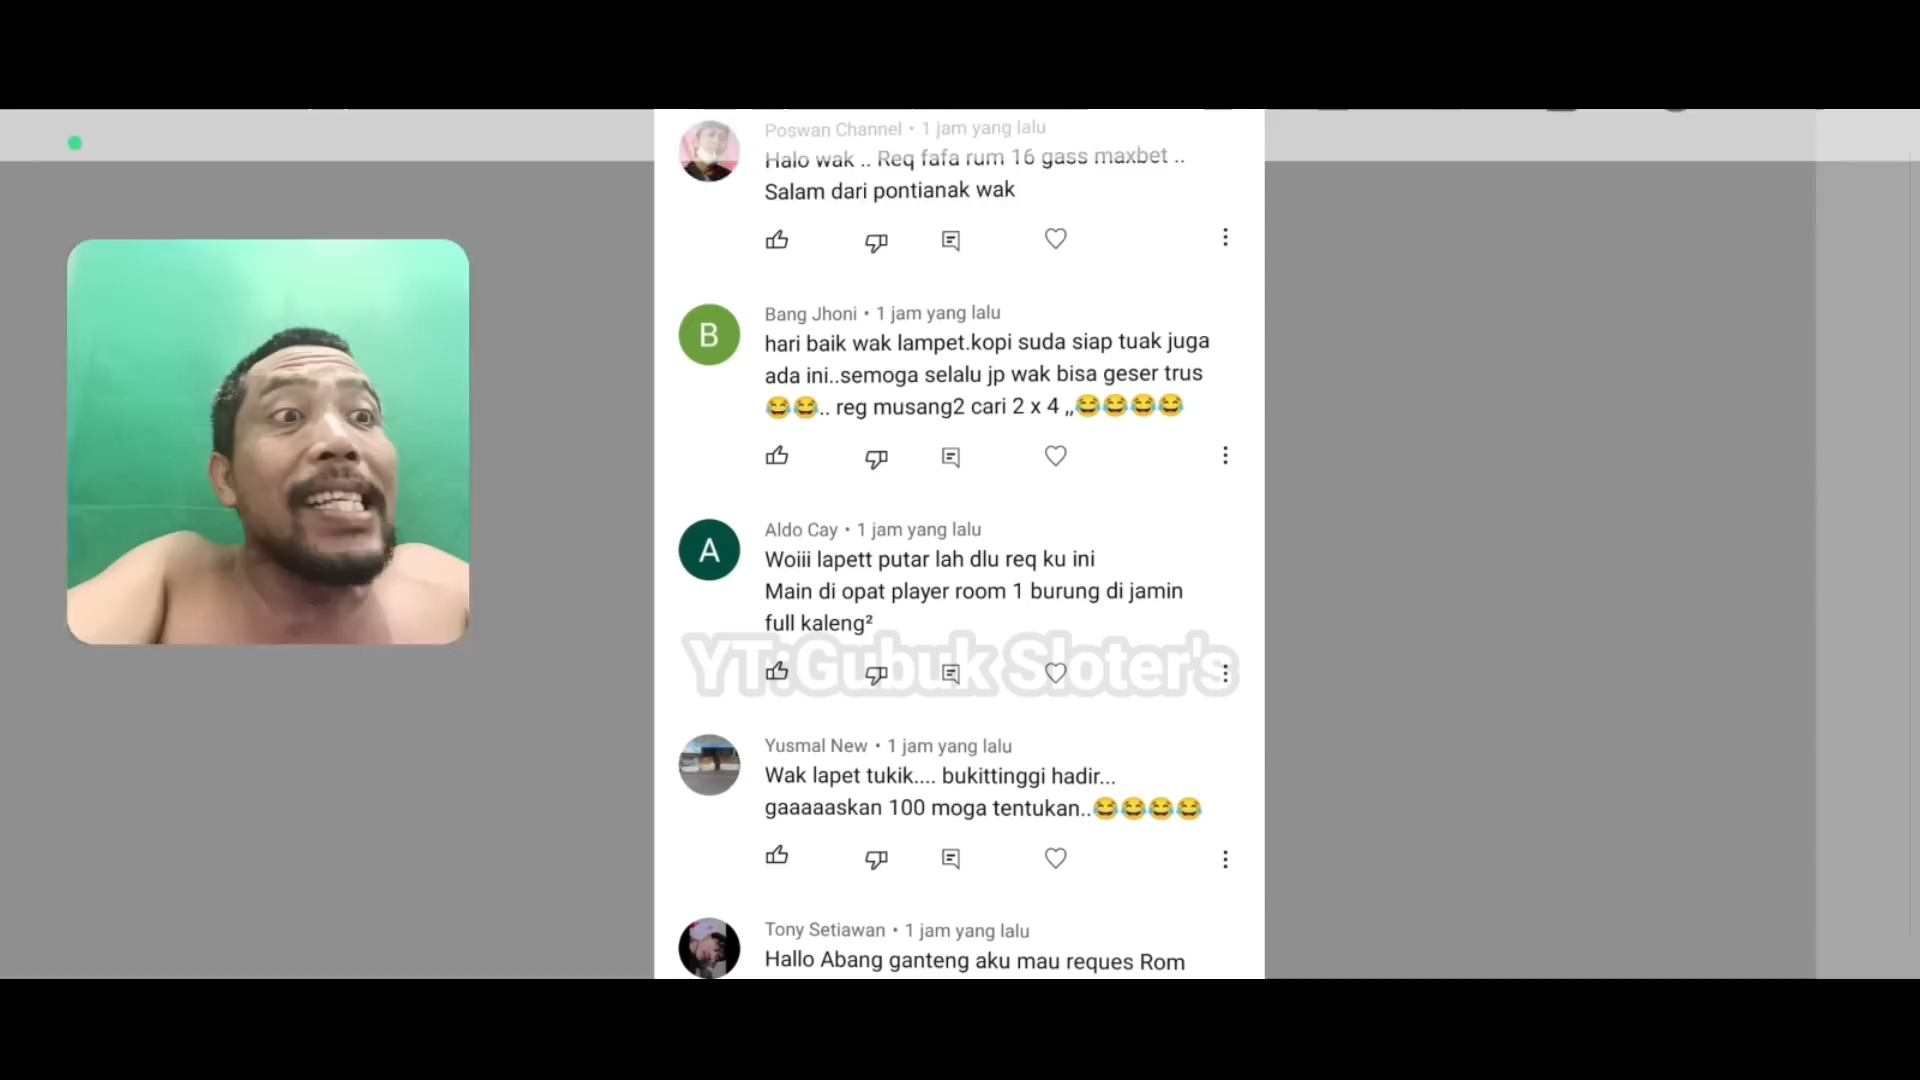 Poswan Channel • 1 jam yang lalu
Halo wak .. Req fafa rum 16 gass maxbet ..
Salam dari pontianak wak
B
Bang Jhoni • 1 jam yang lalu
hari baik wak lampet.kopi suda siap tuak juga
ada ini..semoga selalu jp wak bisa geser trus
😂😂.. reg musang2 cari 2 x 4 ,,😂😂😂😂
A
Aldo Cay • 1 jam yang lalu
Woiii lapett putar lah dlu req ku ini
Main di opat player room 1 burung di jamin
full kaleng²
YT:Gubuk Sloter's
Yusmal New • 1 jam yang lalu
Wak lapet tukik.... bukittinggi hadir...
gaaaaaskan 100 moga tentukan..😂😂😂😂
Tony Setiawan • 1 jam yang lalu
Hallo Abang ganteng aku mau reques Rom